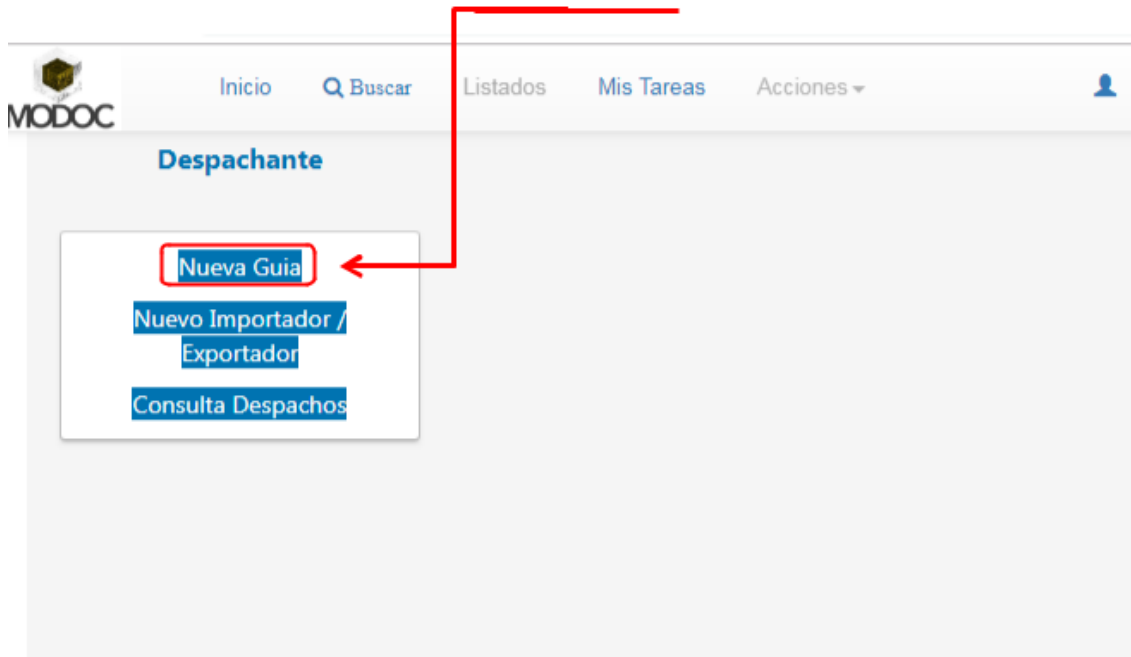 MODOC
Inicio Buscar Listados Mis Tareas Acciones
Despachante
Nueva Guia
Nuevo Importador /
Exportador
Consulta Despachos